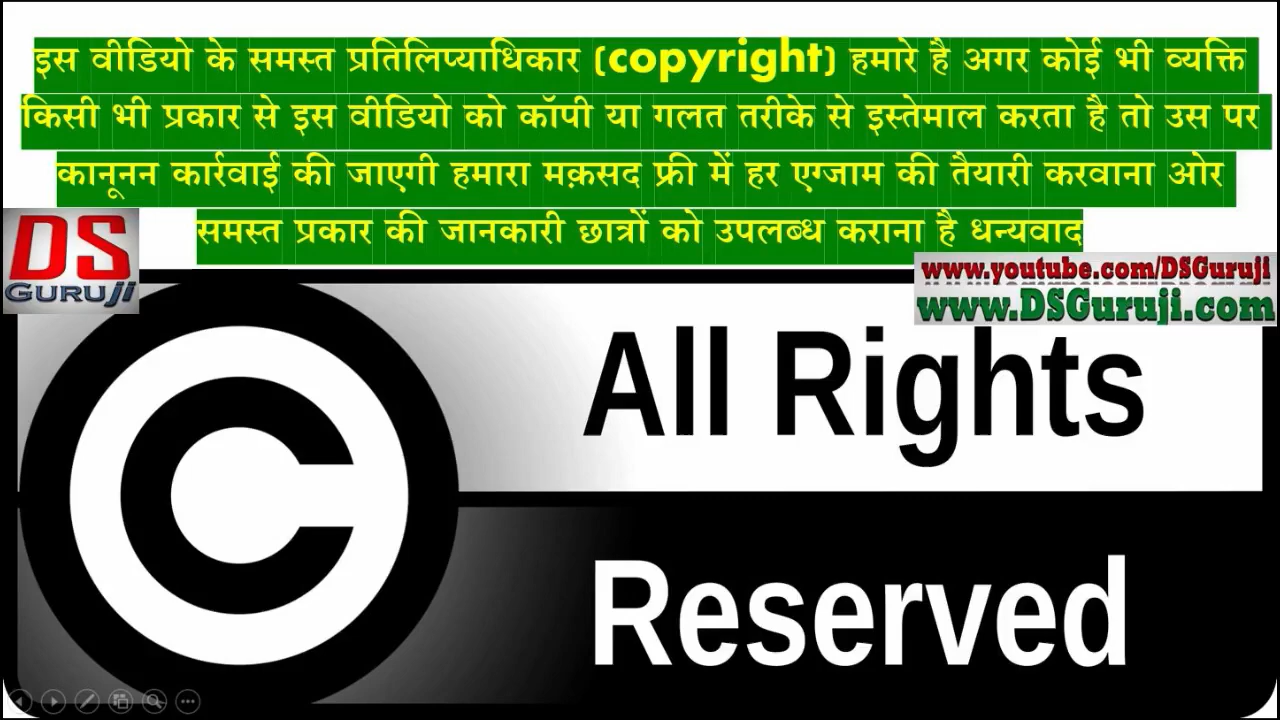 इस वीडियो के समस्त प्रतिलिप्याधिकार (copyright) हमारे है अगर कोई भी व्यक्ति
किसी भी प्रकार से इस वीडियो को कॉपी या गलत तरीके से इस्तेमाल करता है तो उस पर
कानूनन कार्रवाई की जाएगी हमारा मक़सद फ्री में हर एग्जाम की तैयारी करवाना ओर
समस्त प्रकार की जानकारी छात्रों को उपलब्ध कराना है धन्यवाद
DS
GURUJI
www.youtube.com/DSGuruji
www.DSGuruji.com
All Rights
Reserved